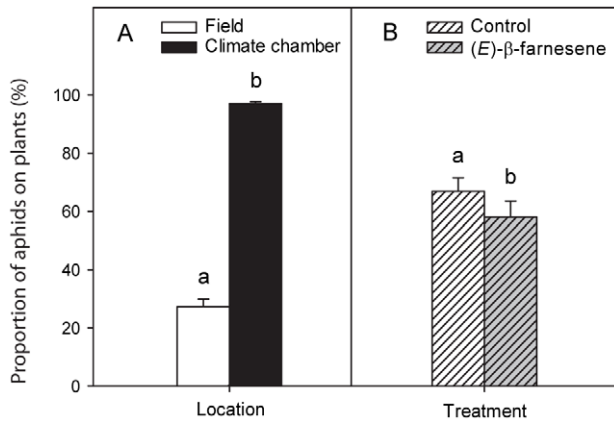 A
Field
Climate chamber
B
Control
(E)-β-farnesene
Proportion of aphids on plants (%)
100
80
60
40
20
0
a
b
a
b
Location
Treatment